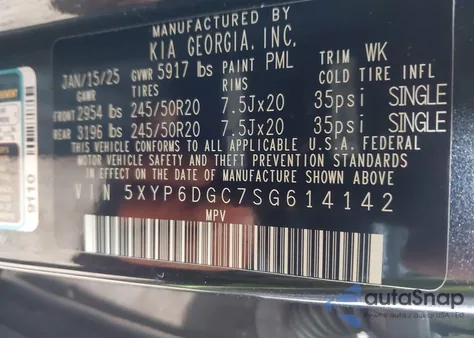 MANUFACTURED BY
KIA GEORGIA, INC.
JAN/15/25 GVWR 5917 lbs PAINT PML TRIM WK
GAWR TIRES RIMS COLD TIRE INFL
FRONT 2954 lbs 245/50R20 7.5Jx20 35psi SINGLE
REAR 3196 lbs 245/50R20 7.5Jx20 35psi SINGLE
THIS VEHICLE CONFORMS TO ALL APPLICABLE U.S.A. FEDERAL
MOTOR VEHICLE SAFETY AND THEFT PREVENTION STANDARDS
IN EFFECT ON THE DATE OF MANUFACTURE SHOWN ABOVE
VIN 5XYP6DGC7SG614142
MPV
9110
autoSnap